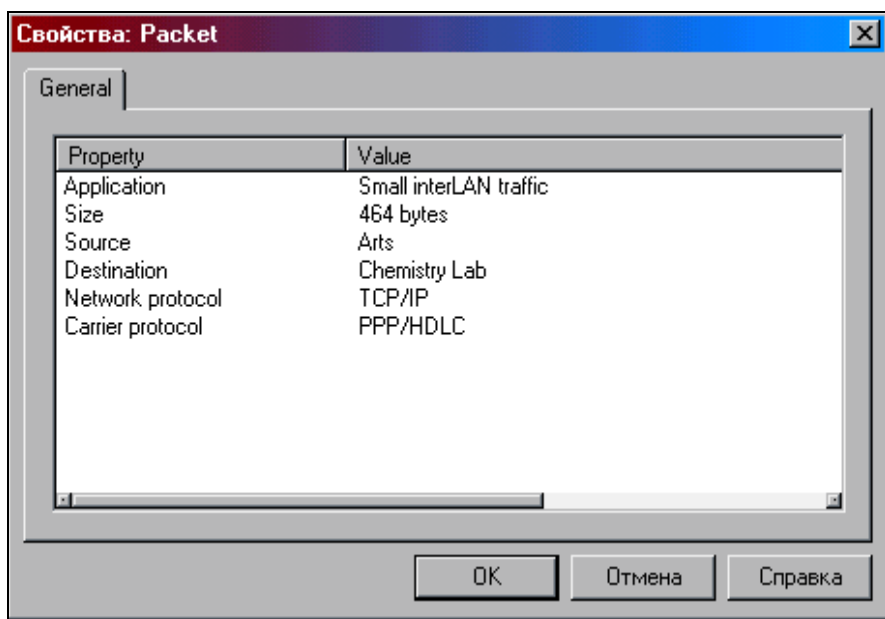 Свойства: Packet
General
Property Value
Application Small interLAN traffic
Size 464 bytes
Source Arts
Destination Chemistry Lab
Network protocol TCP/IP
Carrier protocol PPP/HDLC
OK Отмена Справка